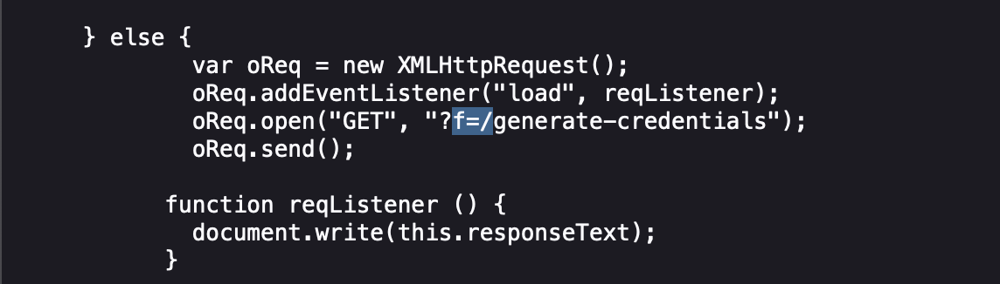 } else {
var oReq = new XMLHttpRequest();
oReq.addEventListener("load", reqListener);
oReq.open("GET", "?f=/generate-credentials");
oReq.send();
function reqListener () {
document.write(this.responseText);
}